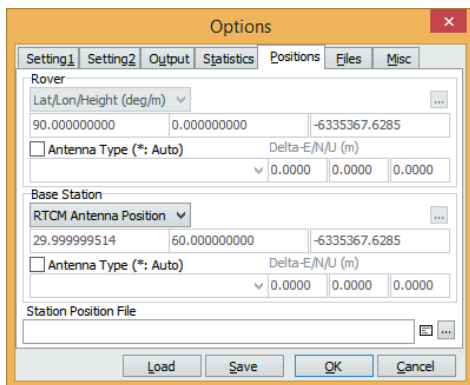 Options
Setting1 Setting2 Output Statistics Positions Files Misc
Rover
Lat/Lon/Height (deg/m) ...
90.000000000 0.000000000 -6335367.6285
Antenna Type (*: Auto) Delta-E/N/U (m)
0.0000 0.0000 0.0000
Base Station
RTCM Antenna Position ...
29.999999514 60.000000000 -6335367.6285
Antenna Type (*: Auto) Delta-E/N/U (m)
0.0000 0.0000 0.0000
Station Position File
...
Load Save OK Cancel